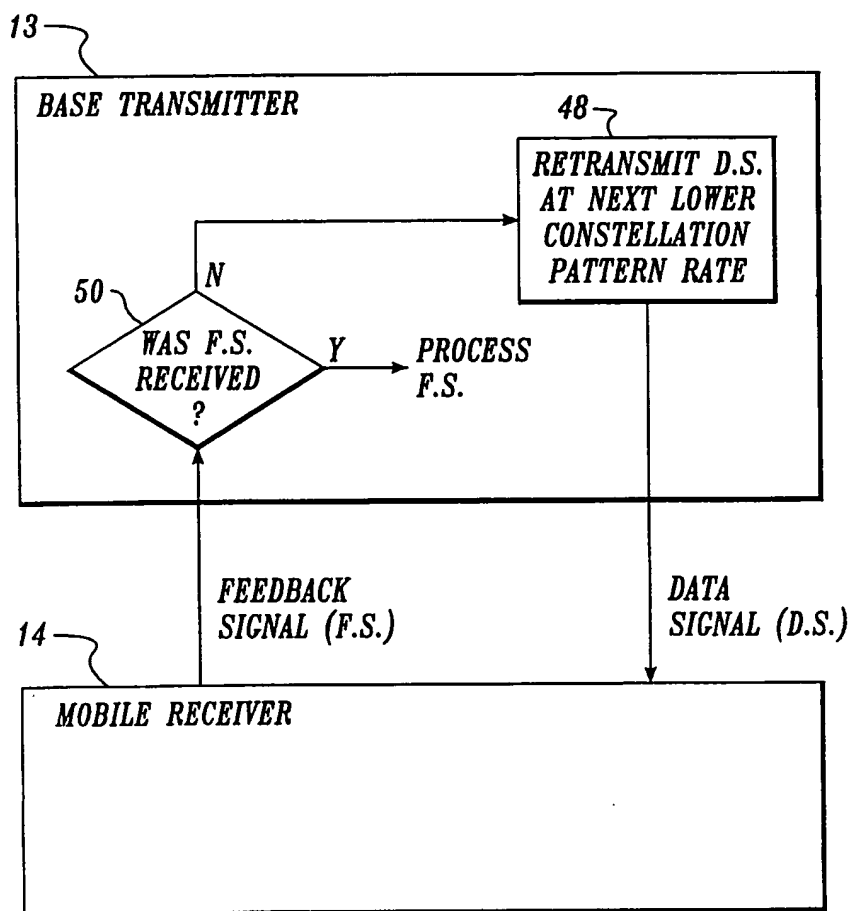 13
BASE TRANSMITTER
48
RETRANSMIT D.S.
AT NEXT LOWER
CONSTELLATION
PATTERN RATE
N
50
WAS F.S.
RECEIVED
?
Y
PROCESS
F.S.
FEEDBACK
SIGNAL (F.S.)
DATA
SIGNAL (D.S.)
14
MOBILE RECEIVER